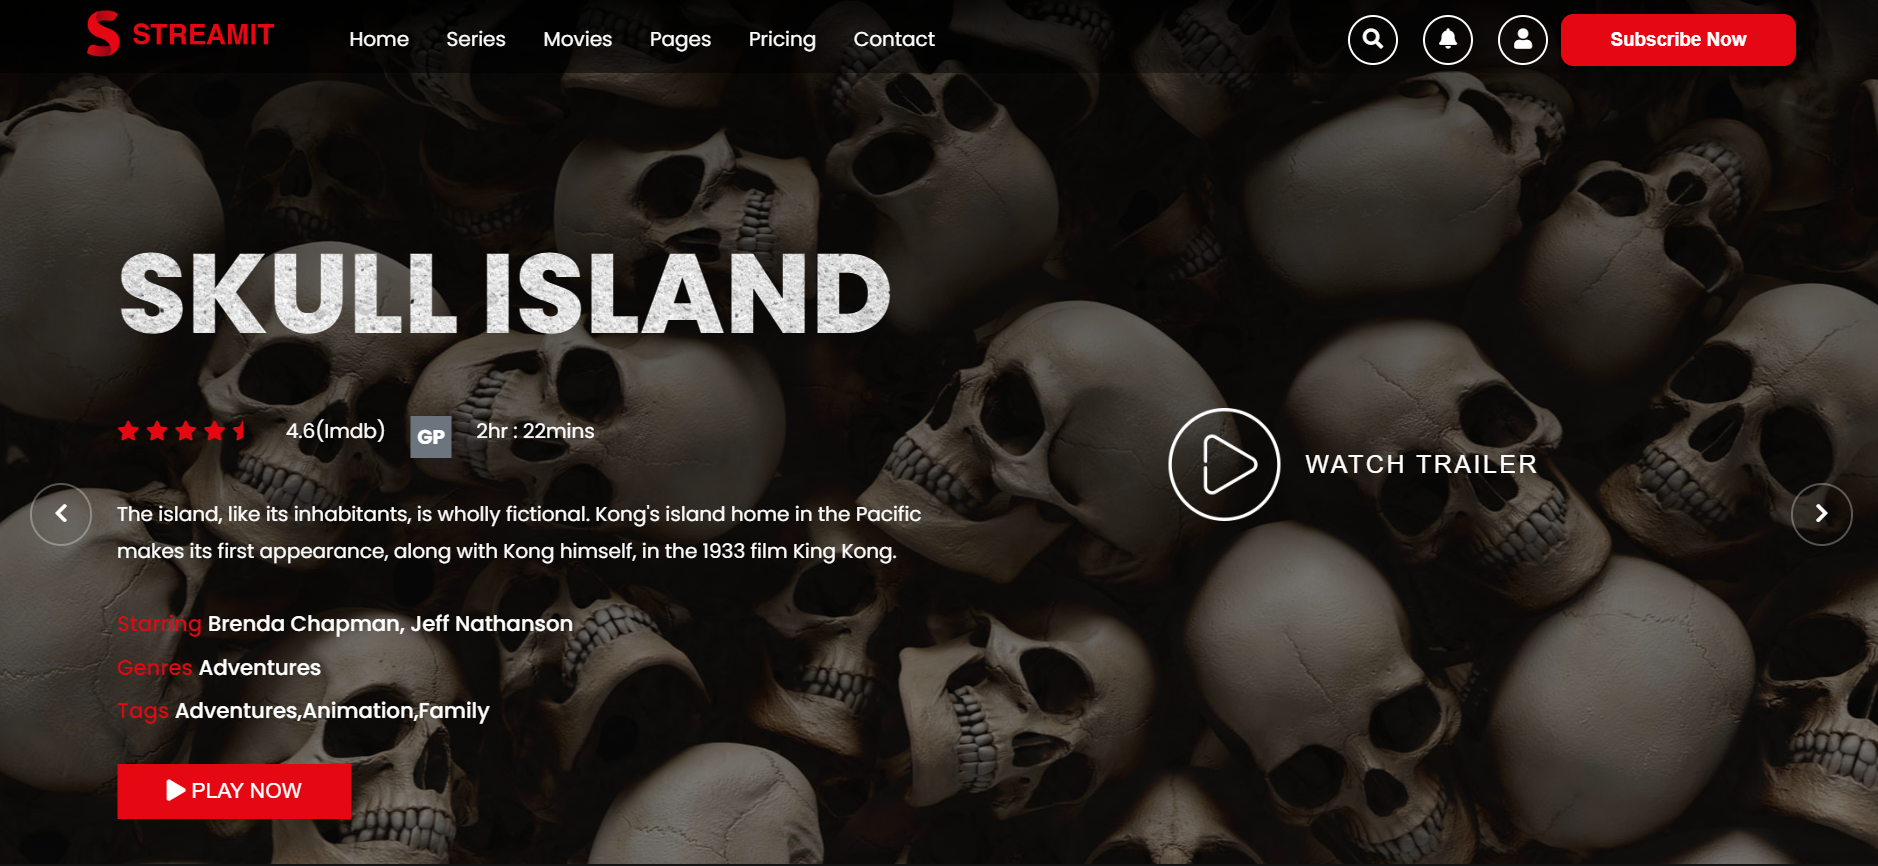 STREAMIT
Home Series Movies Pages Pricing Contact
Subscribe Now
SKULL ISLAND
4.6(Imdb) GP 2hr : 22mins
WATCH TRAILER
The island, like its inhabitants, is wholly fictional. Kong's island home in the Pacific
makes its first appearance, along with Kong himself, in the 1933 film King Kong.
Starring Brenda Chapman, Jeff Nathanson
Genres Adventures
Tags Adventures,Animation,Family
PLAY NOW